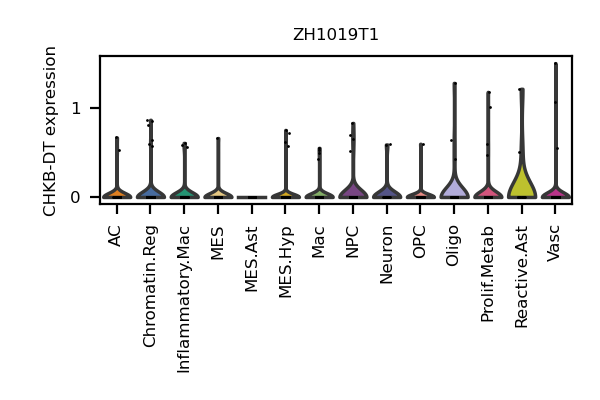 ZH1019T1
CHKB-DT expression
1
0
AC
Chromatin.Reg
Inflammatory.Mac
MES
MES.Ast
MES.Hyp
Mac
NPC
Neuron
OPC
Oligo
Prolif.Metab
Reactive.Ast
Vasc